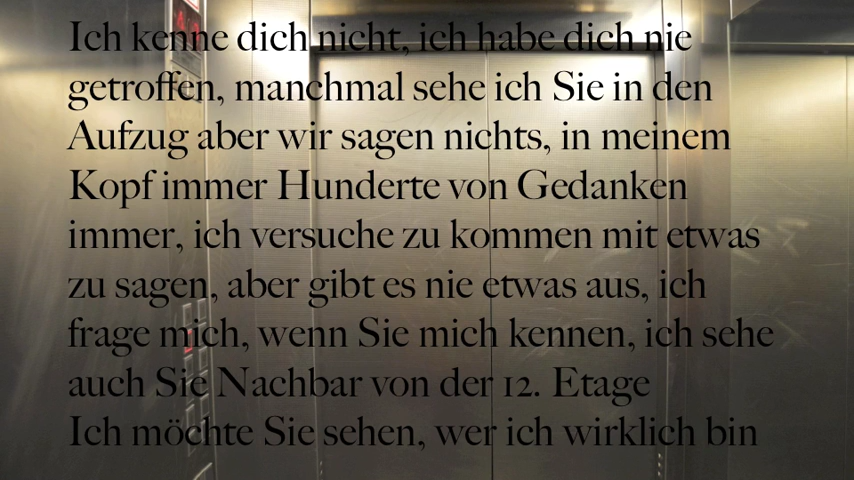 Ich kenne dich nicht, ich habe dich nie
getroffen, manchmal sehe ich Sie in den
Aufzug aber wir sagen nichts, in meinem
Kopf immer Hunderte von Gedanken
immer, ich versuche zu kommen mit etwas
zu sagen, aber gibt es nie etwas aus, ich
frage mich, wenn Sie mich kennen, ich sehe
auch Sie Nachbar von der 12. Etage
Ich möchte Sie sehen, wer ich wirklich bin